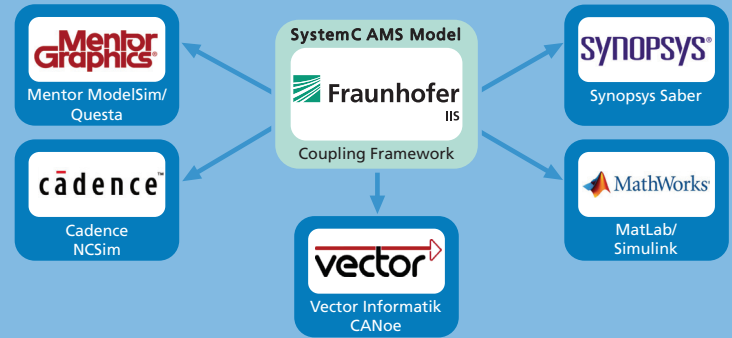 SystemC AMS Model
Fraunhofer
IIS
Coupling Framework
Mentor
Graphics®
Mentor ModelSim/
Questa
cādence™
Cadence
NCSim
vector
Vector Informatik
CANoe
SYNOPSYS®
Synopsys Saber
MathWorks®
MatLab/
Simulink